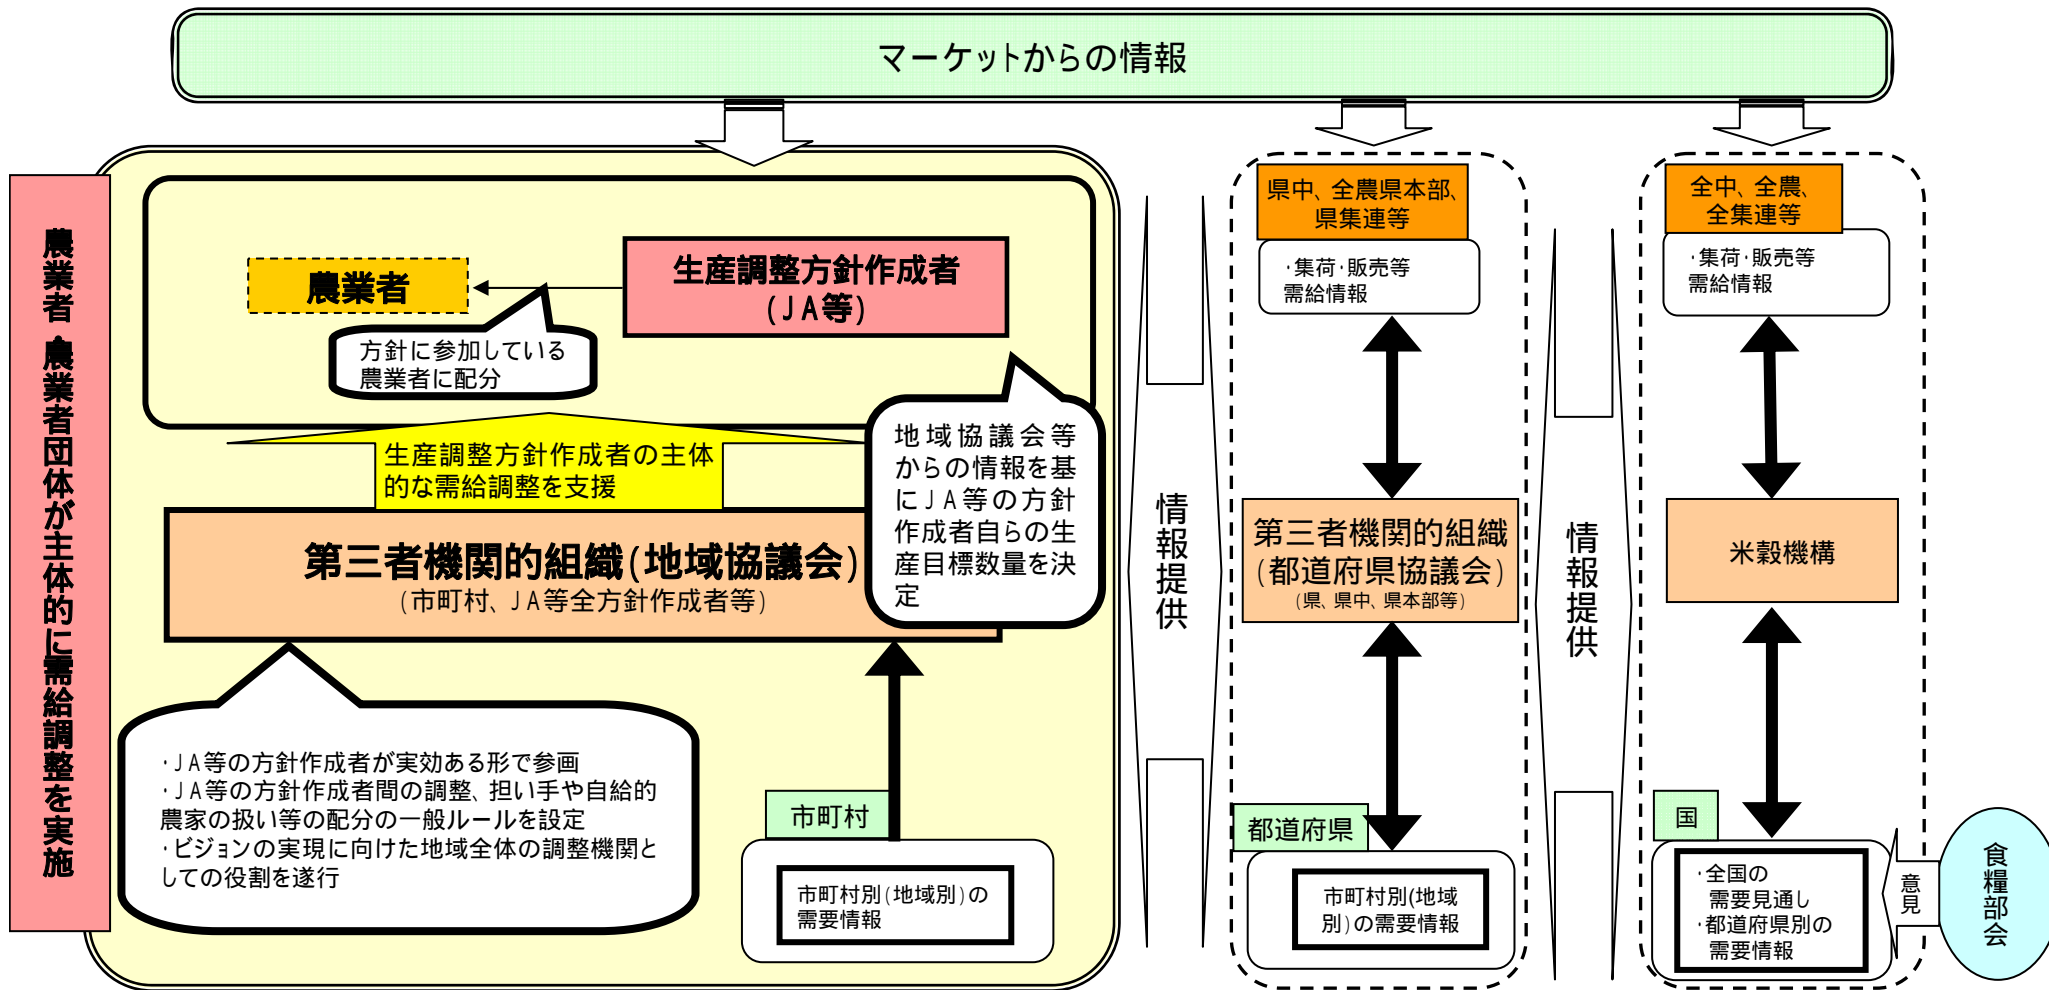 マーケットからの情報
農業者・農業者団体が主体的に需給調整を実施
農業者
生産調整方針作成者
(JA等)
方針に参加している
農業者に配分
生産調整方針作成者の主体
的な需給調整を支援
地域協議会等
からの情報を基
にJA等の方針
作成者自らの生
産目標数量を決
定
第三者機関的組織(地域協議会)
(市町村、JA等全方針作成者等)
・JA等の方針作成者が実効ある形で参画
・JA等の方針作成者間の調整、担い手や自給的
農家の扱い等の配分の一般ルールを設定
・ビジョンの実現に向けた地域全体の調整機関と
しての役割を遂行
市町村
市町村別(地域別)の
需要情報
情報提供
県中、全農県本部、
県集連等
・集荷・販売等
需給情報
第三者機関的組織
(都道府県協議会)
(県、県中、県本部等)
都道府県
市町村別(地域
別)の需要情報
情報提供
全中、全農、
全集連等
・集荷・販売等
需給情報
米穀機構
国
・全国の
需要見通し
・都道府県別の
需要情報
意見
食糧部会